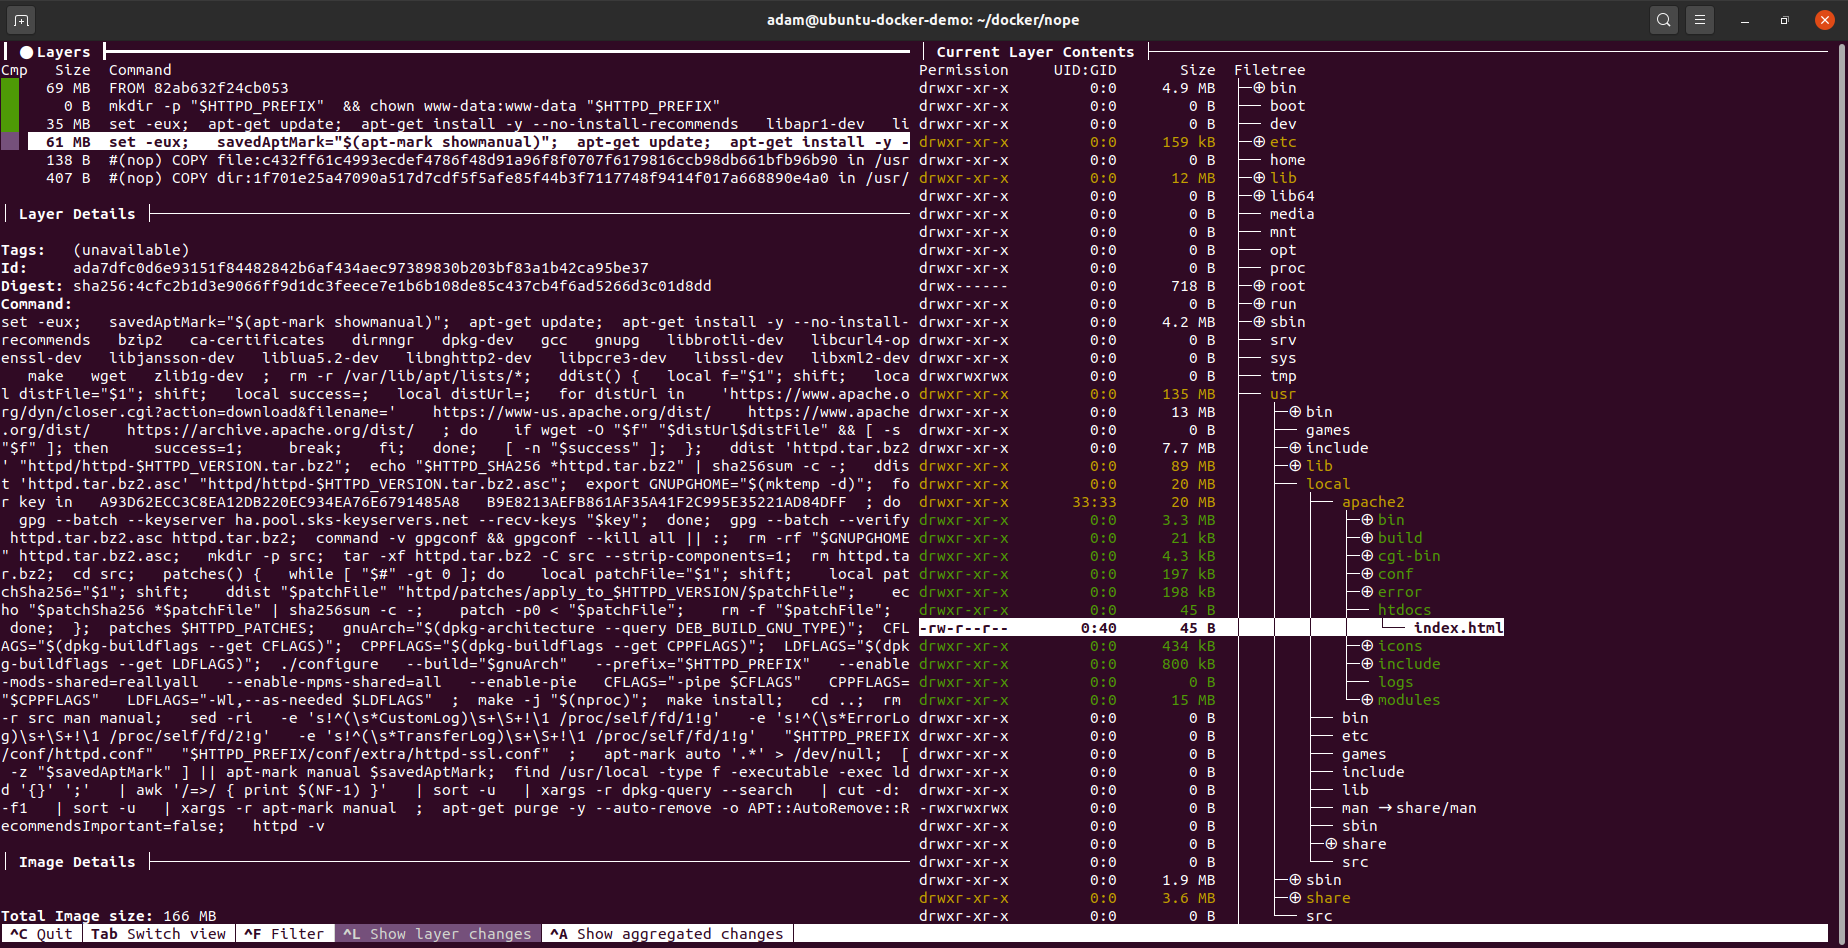 adam@ubuntu-docker-demo: ~/docker/nope
●Layers
Cmp Size Command
69 MB FROM 82ab632f24cb053
0 B mkdir -p "$HTTPD_PREFIX"  && chown www-data:www-data "$HTTPD_PREFIX"
35 MB set -eux;  apt-get update;  apt-get install -y --no-install-recommends   libapr1-dev   li
61 MB set -eux;   savedAptMark="$(apt-mark showmanual)";  apt-get update;  apt-get install -y -
138 B #(nop) COPY file:c432ff61c4993ecdef4786f48d91a96f8f0707f6179816ccb98db661bfb96b90 in /usr
407 B #(nop) COPY dir:1f701e25a47090a517d7cdf5f5afe85f44b3f7117748f9414f017a668890e4a0 in /usr/
Layer Details
Tags:   (unavailable)
Id:     ada7dfc0d6e93151f84482842b6af434aec97389830b203bf83a1b42ca95be37
Digest: sha256:4cfc2b1d3e9066ff9d1dc3feece7e1b6b108de85c437cb4f6ad5266d3c01d8dd
Command:
set -eux;   savedAptMark="$(apt-mark showmanual)";  apt-get update;  apt-get install -y --no-install-
recommends   bzip2   ca-certificates   dirmngr   dpkg-dev   gcc   gnupg   libbrotli-dev   libcurl4-op
enssl-dev   libjansson-dev   liblua5.2-dev   libnghttp2-dev   libpcre3-dev   libssl-dev   libxml2-dev
   make   wget   zlib1g-dev  ;  rm -r /var/lib/apt/lists/*;   ddist() {   local f="$1"; shift;   loca
l distFile="$1"; shift;   local success=;   local distUrl=;   for distUrl in    'https://www.apache.o
rg/dyn/closer.cgi?action=download&filename='    https://www-us.apache.org/dist/    https://www.apache
.org/dist/    https://archive.apache.org/dist/   ; do    if wget -O "$f" "$distUrl$distFile" && [ -s
"$f" ]; then     success=1;     break;    fi;   done;   [ -n "$success" ];  };   ddist 'httpd.tar.bz2
' "httpd/httpd-$HTTPD_VERSION.tar.bz2";  echo "$HTTPD_SHA256 *httpd.tar.bz2" | sha256sum -c -;   ddis
t 'httpd.tar.bz2.asc' "httpd/httpd-$HTTPD_VERSION.tar.bz2.asc";  export GNUPGHOME="$(mktemp -d)";  fo
r key in   A93D62ECC3C8EA12DB220EC934EA76E6791485A8   B9E8213AEFB861AF35A41F2C995E35221AD84DFF  ; do
  gpg --batch --keyserver ha.pool.sks-keyservers.net --recv-keys "$key";  done;  gpg --batch --verify
 httpd.tar.bz2.asc httpd.tar.bz2;  command -v gpgconf && gpgconf --kill all || :;  rm -rf "$GNUPGHOME
" httpd.tar.bz2.asc;   mkdir -p src;  tar -xf httpd.tar.bz2 -C src --strip-components=1;  rm httpd.ta
r.bz2;  cd src;   patches() {   while [ "$#" -gt 0 ]; do    local patchFile="$1"; shift;    local pat
chSha256="$1"; shift;    ddist "$patchFile" "httpd/patches/apply_to_$HTTPD_VERSION/$patchFile";    ec
ho "$patchSha256 *$patchFile" | sha256sum -c -;    patch -p0 < "$patchFile";    rm -f "$patchFile";
 done;  };  patches $HTTPD_PATCHES;   gnuArch="$(dpkg-architecture --query DEB_BUILD_GNU_TYPE)";  CFL
AGS="$(dpkg-buildflags --get CFLAGS)";  CPPFLAGS="$(dpkg-buildflags --get CPPFLAGS)";  LDFLAGS="$(dpk
g-buildflags --get LDFLAGS)";  ./configure   --build="$gnuArch"   --prefix="$HTTPD_PREFIX"   --enable
-mods-shared=reallyall   --enable-mpms-shared=all   --enable-pie   CFLAGS="-pipe $CFLAGS"   CPPFLAGS=
"$CPPFLAGS"   LDFLAGS="-Wl,--as-needed $LDFLAGS"  ;  make -j "$(nproc)";  make install;   cd ..;  rm
-r src man manual;   sed -ri   -e 's!^(\s*CustomLog)\s+\S+!\1 /proc/self/fd/1!g'   -e 's!^(\s*ErrorLo
g)\s+\S+!\1 /proc/self/fd/2!g'   -e 's!^(\s*TransferLog)\s+\S+!\1 /proc/self/fd/1!g'   "$HTTPD_PREFIX
/conf/httpd.conf"   "$HTTPD_PREFIX/conf/extra/httpd-ssl.conf"  ;   apt-mark auto '.*' > /dev/null;  [
 -z "$savedAptMark" ] || apt-mark manual $savedAptMark;  find /usr/local -type f -executable -exec ld
d '{}' ';'   | awk '/=>/ { print $(NF-1) }'   | sort -u   | xargs -r dpkg-query --search   | cut -d:
-f1   | sort -u   | xargs -r apt-mark manual  ;  apt-get purge -y --auto-remove -o APT::AutoRemove::R
ecommendsImportant=false;   httpd -v
Image Details
Total Image size: 166 MB
Current Layer Contents
Permission UID:GID Size Filetree
drwxr-xr-x 0:0 4.9 MB ├─⊕ bin
drwxr-xr-x 0:0 0 B ├── boot
drwxr-xr-x 0:0 0 B ├── dev
drwxr-xr-x 0:0 159 kB ├─⊕ etc
drwxr-xr-x 0:0 0 B ├── home
drwxr-xr-x 0:0 12 MB ├─⊕ lib
drwxr-xr-x 0:0 0 B ├─⊕ lib64
drwxr-xr-x 0:0 0 B ├── media
drwxr-xr-x 0:0 0 B ├── mnt
drwxr-xr-x 0:0 0 B ├── opt
drwxr-xr-x 0:0 0 B ├── proc
drwx------ 0:0 718 B ├─⊕ root
drwxr-xr-x 0:0 0 B ├─⊕ run
drwxr-xr-x 0:0 4.2 MB ├─⊕ sbin
drwxr-xr-x 0:0 0 B ├── srv
drwxr-xr-x 0:0 0 B ├── sys
drwxrwxrwx 0:0 0 B ├── tmp
drwxr-xr-x 0:0 135 MB ├── usr
drwxr-xr-x 0:0 13 MB │   ├─⊕ bin
drwxr-xr-x 0:0 0 B │   ├── games
drwxr-xr-x 0:0 7.7 MB │   ├─⊕ include
drwxr-xr-x 0:0 89 MB │   ├─⊕ lib
drwxr-xr-x 0:0 20 MB │   ├── local
drwxr-xr-x 33:33 20 MB │   │   ├── apache2
drwxr-xr-x 0:0 3.3 MB │   │   │   ├─⊕ bin
drwxr-xr-x 0:0 21 kB │   │   │   ├─⊕ build
drwxr-xr-x 0:0 4.3 kB │   │   │   ├─⊕ cgi-bin
drwxr-xr-x 0:0 197 kB │   │   │   ├─⊕ conf
drwxr-xr-x 0:0 198 kB │   │   │   ├─⊕ error
drwxr-xr-x 0:0 45 B │   │   │   ├── htdocs
-rw-r--r-- 0:40 45 B │   │   │   │   └── index.html
drwxr-xr-x 0:0 434 kB │   │   │   ├─⊕ icons
drwxr-xr-x 0:0 800 kB │   │   │   ├─⊕ include
drwxr-xr-x 0:0 0 B │   │   │   ├── logs
drwxr-xr-x 0:0 15 MB │   │   │   └─⊕ modules
drwxr-xr-x 0:0 0 B │   │   ├── bin
drwxr-xr-x 0:0 0 B │   │   ├── etc
drwxr-xr-x 0:0 0 B │   │   ├── games
drwxr-xr-x 0:0 0 B │   │   ├── include
drwxr-xr-x 0:0 0 B │   │   ├── lib
-rwxrwxrwx 0:0 0 B │   │   ├── man → share/man
drwxr-xr-x 0:0 0 B │   │   ├── sbin
drwxr-xr-x 0:0 0 B │   │   ├─⊕ share
drwxr-xr-x 0:0 0 B │   │   └── src
drwxr-xr-x 0:0 1.9 MB │   ├─⊕ sbin
drwxr-xr-x 0:0 3.6 MB │   ├─⊕ share
drwxr-xr-x 0:0 0 B │   └── src
^C Quit Tab Switch view ^F Filter ^L Show layer changes ^A Show aggregated changes